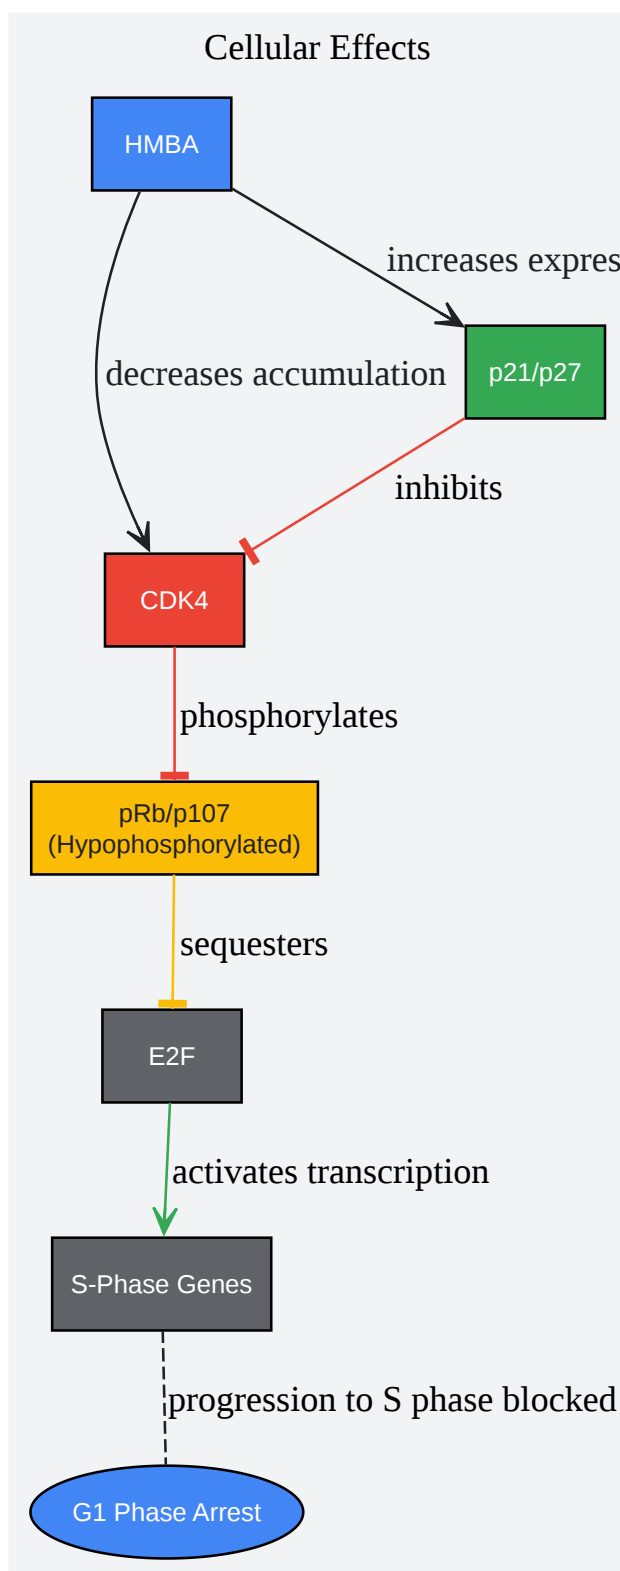 Cellular Effects
HMBA
increases expres
p21/p27
decreases accumulation
inhibits
CDK4
phosphorylates
pRb/p107
(Hypophosphorylated)
sequesters
E2F
activates transcription
S-Phase Genes
progression to S phase blocked
G1 Phase Arrest